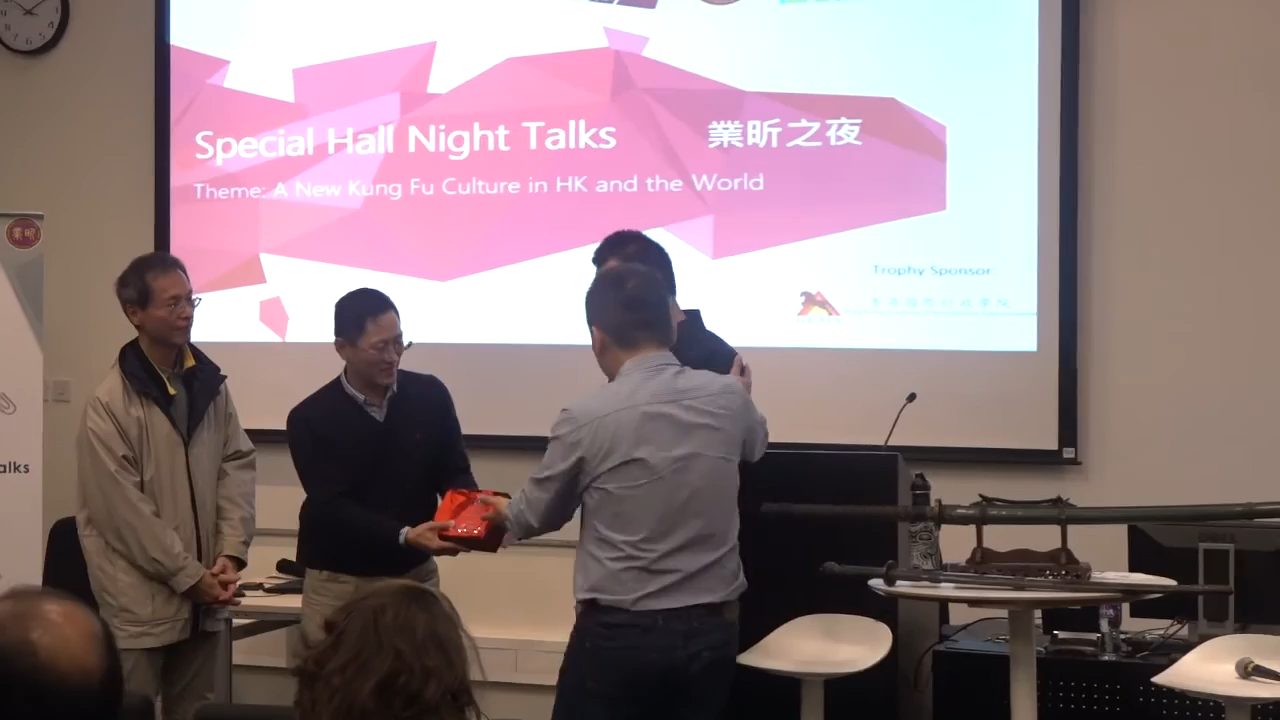 Special Hall Night Talks 業昕之夜
Theme: A New Kung Fu Culture in HK and the World
Trophy Sponsor:
alks